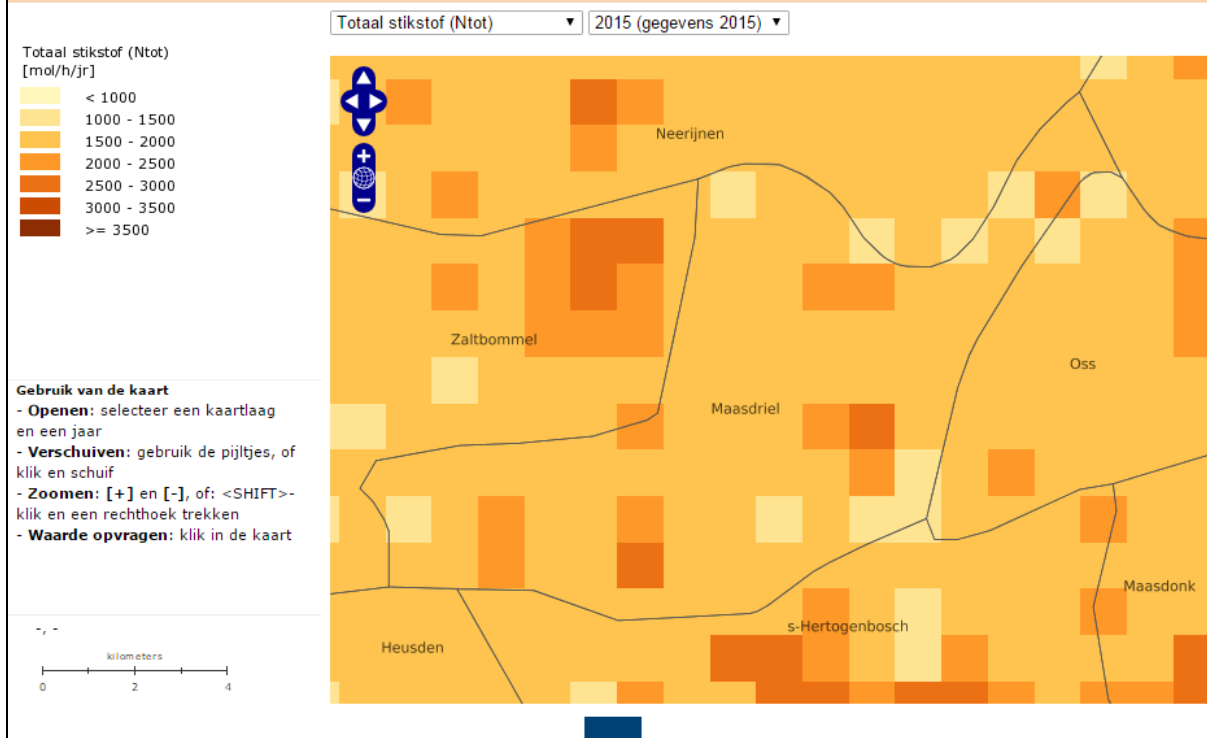 Totaal stikstof (Ntot) ▼ 2015 (gegevens 2015) ▼
Totaal stikstof (Ntot)
[mol/h/jr]
< 1000
1000 - 1500
1500 - 2000
2000 - 2500
2500 - 3000
3000 - 3500
>= 3500
Gebruik van de kaart
- Openen: selecteer een kaartlaag
en een jaar
- Verschuiven: gebruik de pijltjes, of
klik en schuif
- Zoomen: [+] en [-], of: <SHIFT>-
klik en een rechthoek trekken
- Waarde opvragen: klik in de kaart
-, -
kilometers
0 2 4
Neerijnen
Zaltbommel
Oss
Maasdriel
Maasdonk
s-Hertogenbosch
Heusden